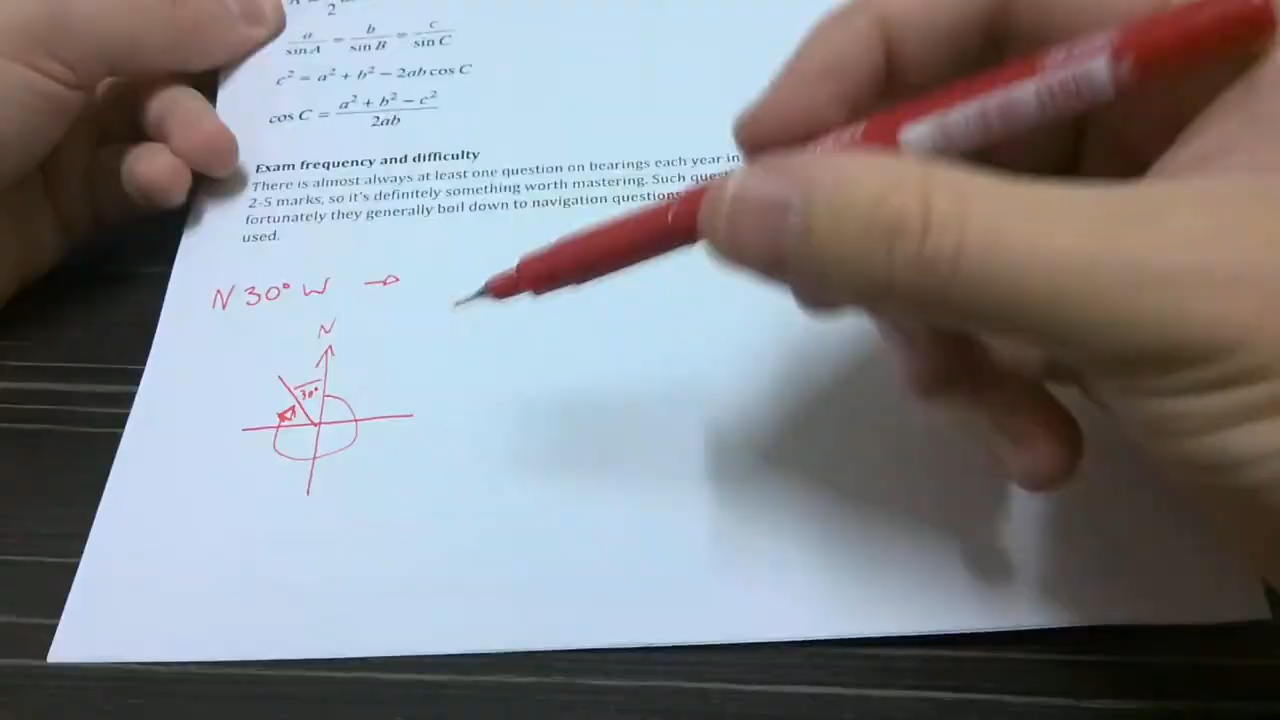 2
a/sin A = b/sin B = c/sin C
c² = a² + b² − 2ab cos C
cos C = (a² + b² − c²)/2ab
Exam frequency and difficulty
There is almost always at least one question on bearings each year in
2-5 marks, so it's definitely something worth mastering. Such
fortunately they generally boil down to navigation questions
used.
N 30° W →
N
30°